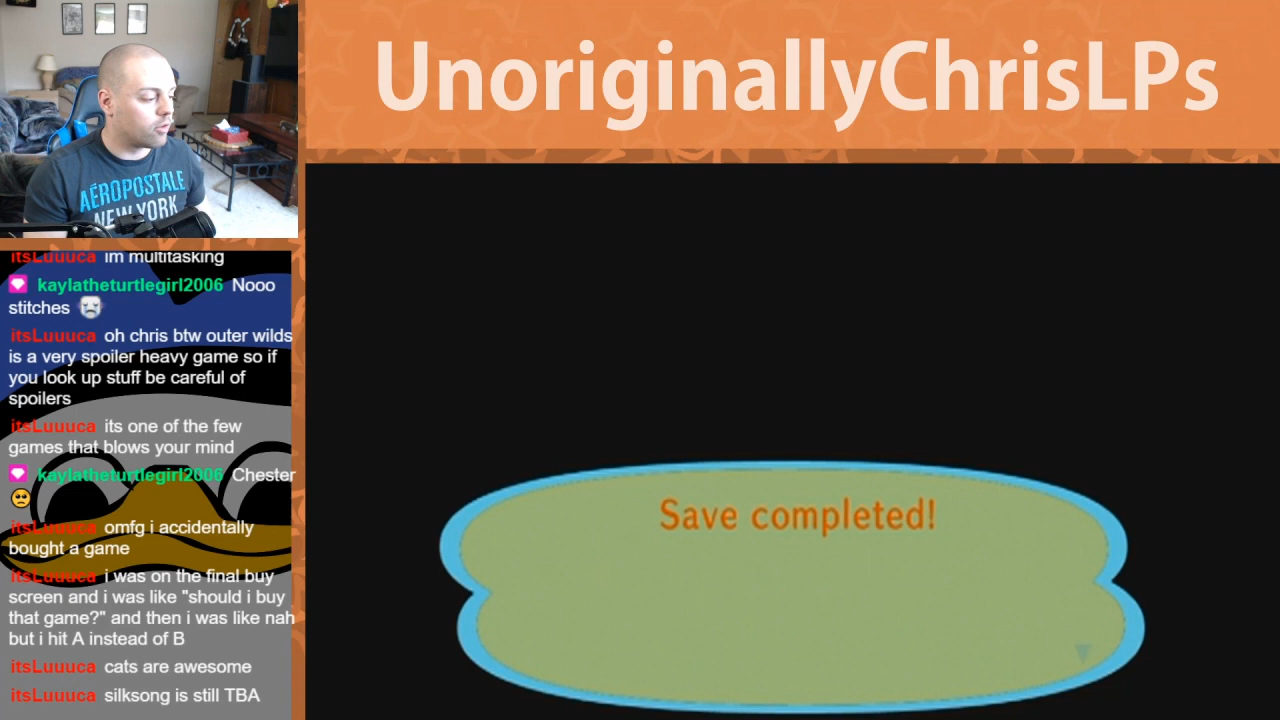 UnoriginallyChrisLPs
AÉROPOSTALE
NEW YORK
itsLuuuca im multitasking
kaylatheturtlegirl2006 Nooo
stitches
itsLuuuca oh chris btw outer wilds
is a very spoiler heavy game so if
you look up stuff be careful of
spoilers
itsLuuuca its one of the few
games that blows your mind
kaylatheturtlegirl2006 Chester
itsLuuuca omfg i accidentally
bought a game
itsLuuuca i was on the final buy
screen and i was like "should i buy
that game?" and then i was like nah
but i hit A instead of B
itsLuuuca cats are awesome
itsLuuuca silksong is still TBA
Save completed!